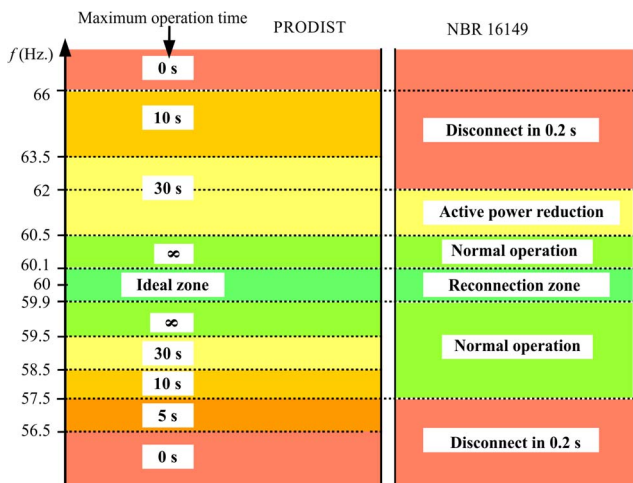 Maximum operation time
PRODIST
NBR 16149
f (Hz.)
0 s
66
10 s
Disconnect in 0.2 s
63.5
62
30 s
Active power reduction
60.5
∞
Normal operation
60.1
60
Ideal zone
Reconnection zone
59.9
∞
59.5
Normal operation
30 s
58.5
10 s
57.5
5 s
56.5
Disconnect in 0.2 s
0 s